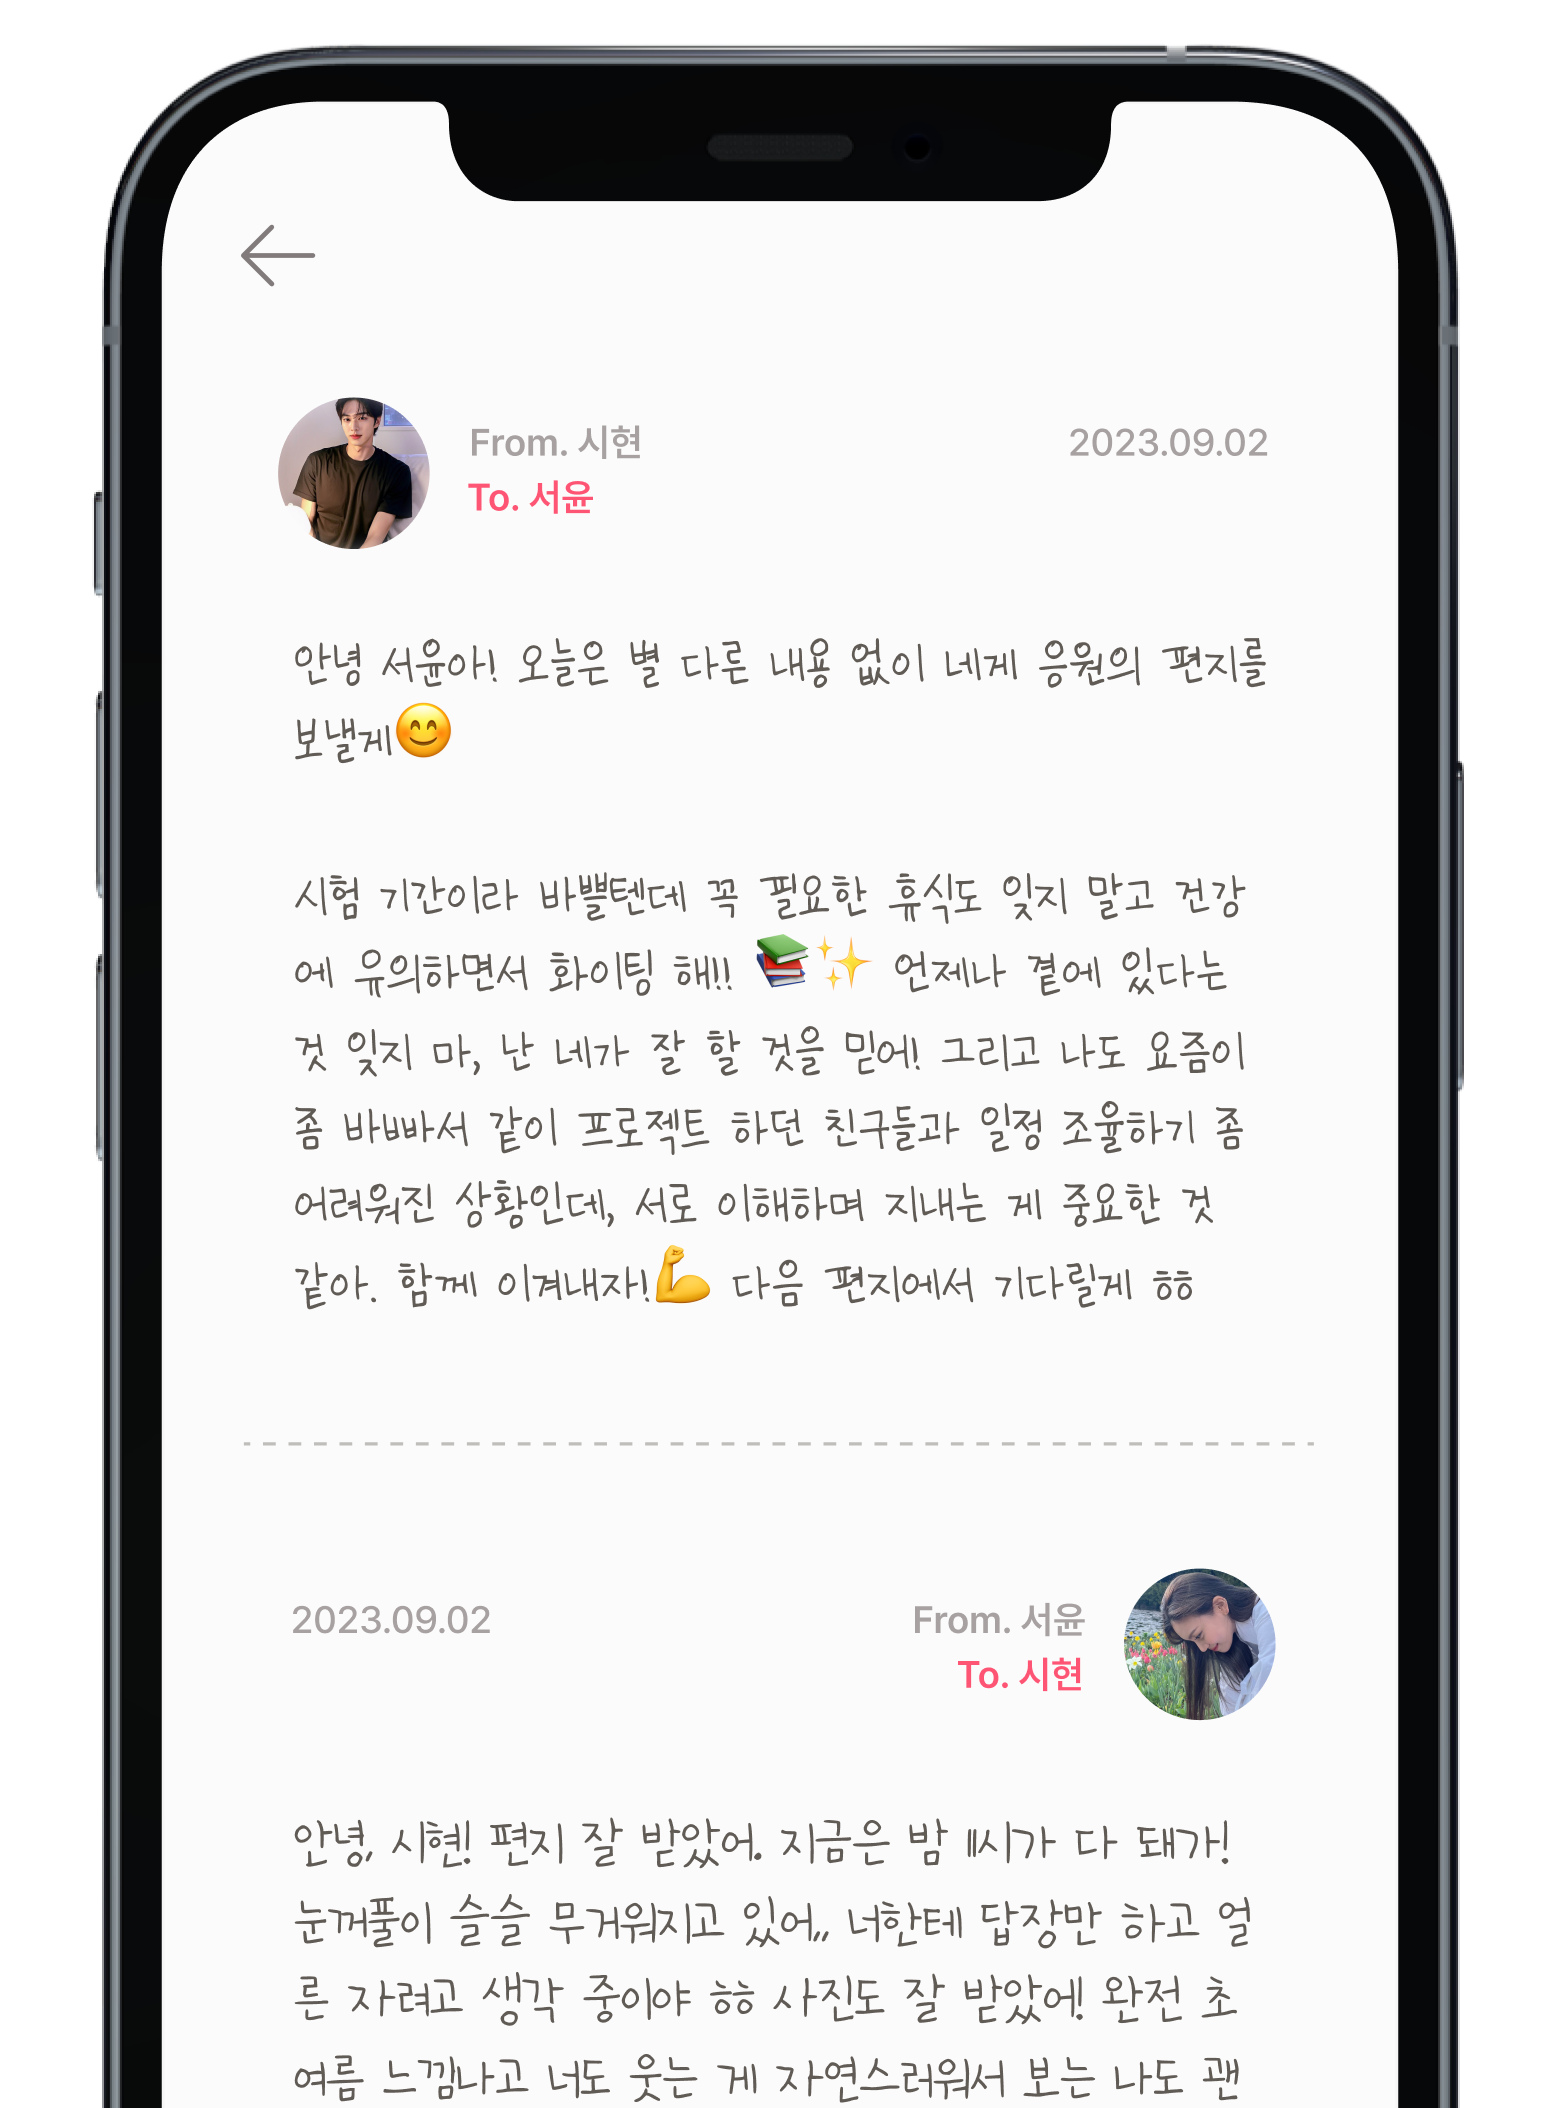 From. 시현
2023.09.02
To. 서윤
안녕 서윤아! 오늘은 별 다른 내용 없이 네게 응원의 편지를
보낼게😊
시험 기간이라 바쁠텐데 꼭 필요한 휴식도 잊지 말고 건강
에 유의하면서 화이팅 해!! 📚✨ 언제나 곁에 있다는
것 잊지 마, 난 네가 잘 할 것을 믿어! 그리고 나도 요즘이
좀 바빠서 같이 프로젝트 하던 친구들과 일정 조율하기 좀
어려워진 상황인데, 서로 이해하며 지내는 게 중요한 것
같아. 함께 이겨내자!💪 다음 편지에서 기다릴게 ㅎㅎ
2023.09.02
From. 서윤
To. 시현
안녕, 시현! 편지 잘 받았어. 지금은 밤 11시가 다 돼가!
눈꺼풀이 슬슬 무거워지고 있어,, 너한테 답장만 하고 얼
른 자려고 생각 중이야 ㅎㅎ 사진도 잘 받았어! 완전 초
여름 느낌나고 너도 웃는 게 자연스러워서 보는 나도 괜